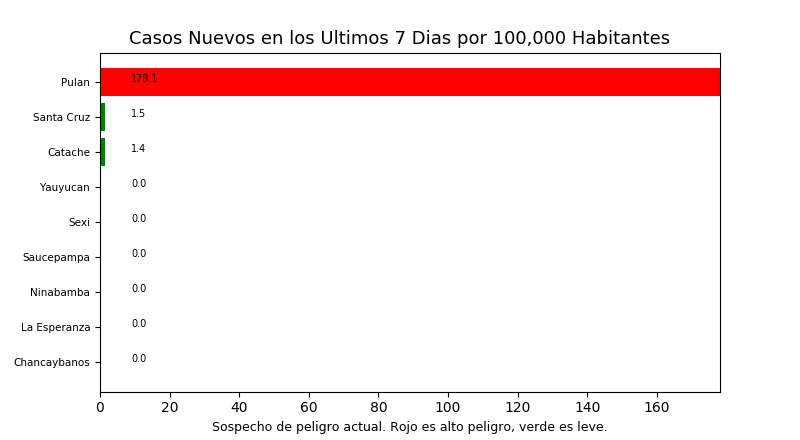 Casos Nuevos en los Ultimos 7 Dias por 100,000 Habitantes
Pulan 178.1
Santa Cruz 1.5
Catache 1.4
Yauyucan 0.0
Sexi 0.0
Saucepampa 0.0
Ninabamba 0.0
La Esperanza 0.0
Chancaybanos 0.0
0 20 40 60 80 100 120 140 160
Sospecho de peligro actual. Rojo es alto peligro, verde es leve.